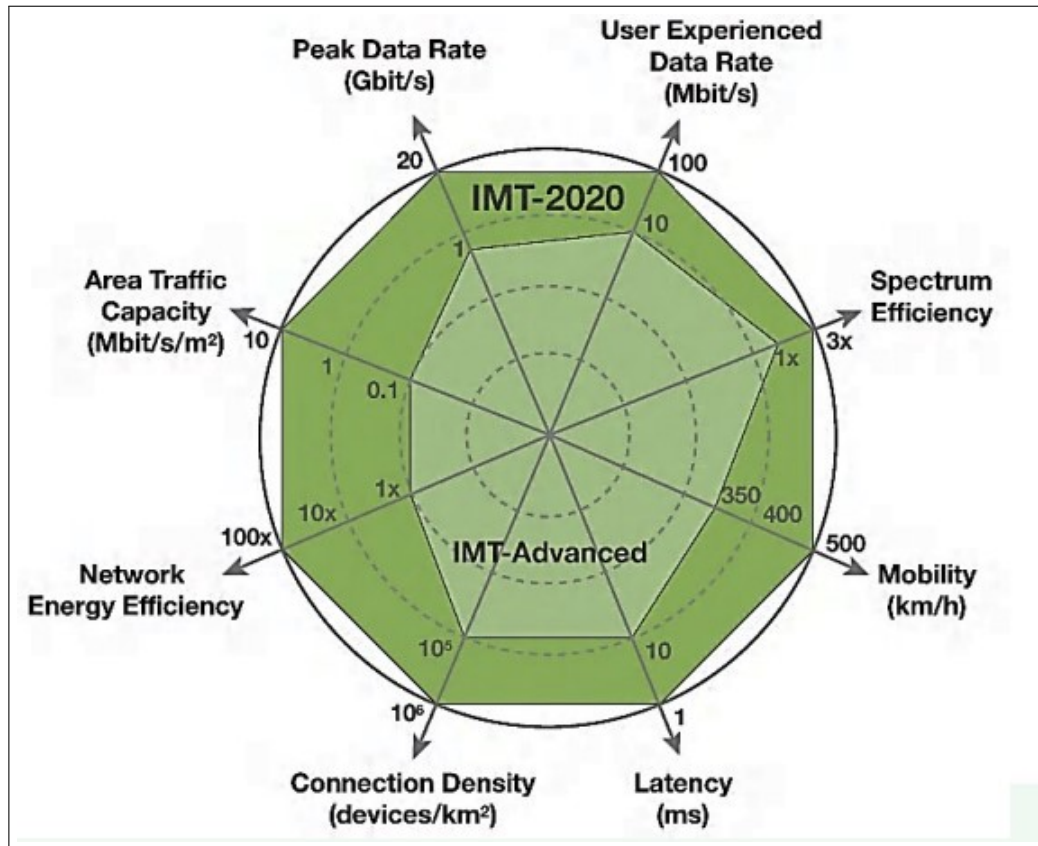 Peak Data Rate
(Gbit/s)
User Experienced
Data Rate
(Mbit/s)
20
100
IMT-2020
1
10
Area Traffic
Capacity
(Mbit/s/m²)
Spectrum
Efficiency
10
1
0.1
1x
3x
1x
10x
100x
350
400
500
Network
Energy Efficiency
IMT-Advanced
Mobility
(km/h)
10⁵
10
10⁶
1
Connection Density
(devices/km²)
Latency
(ms)